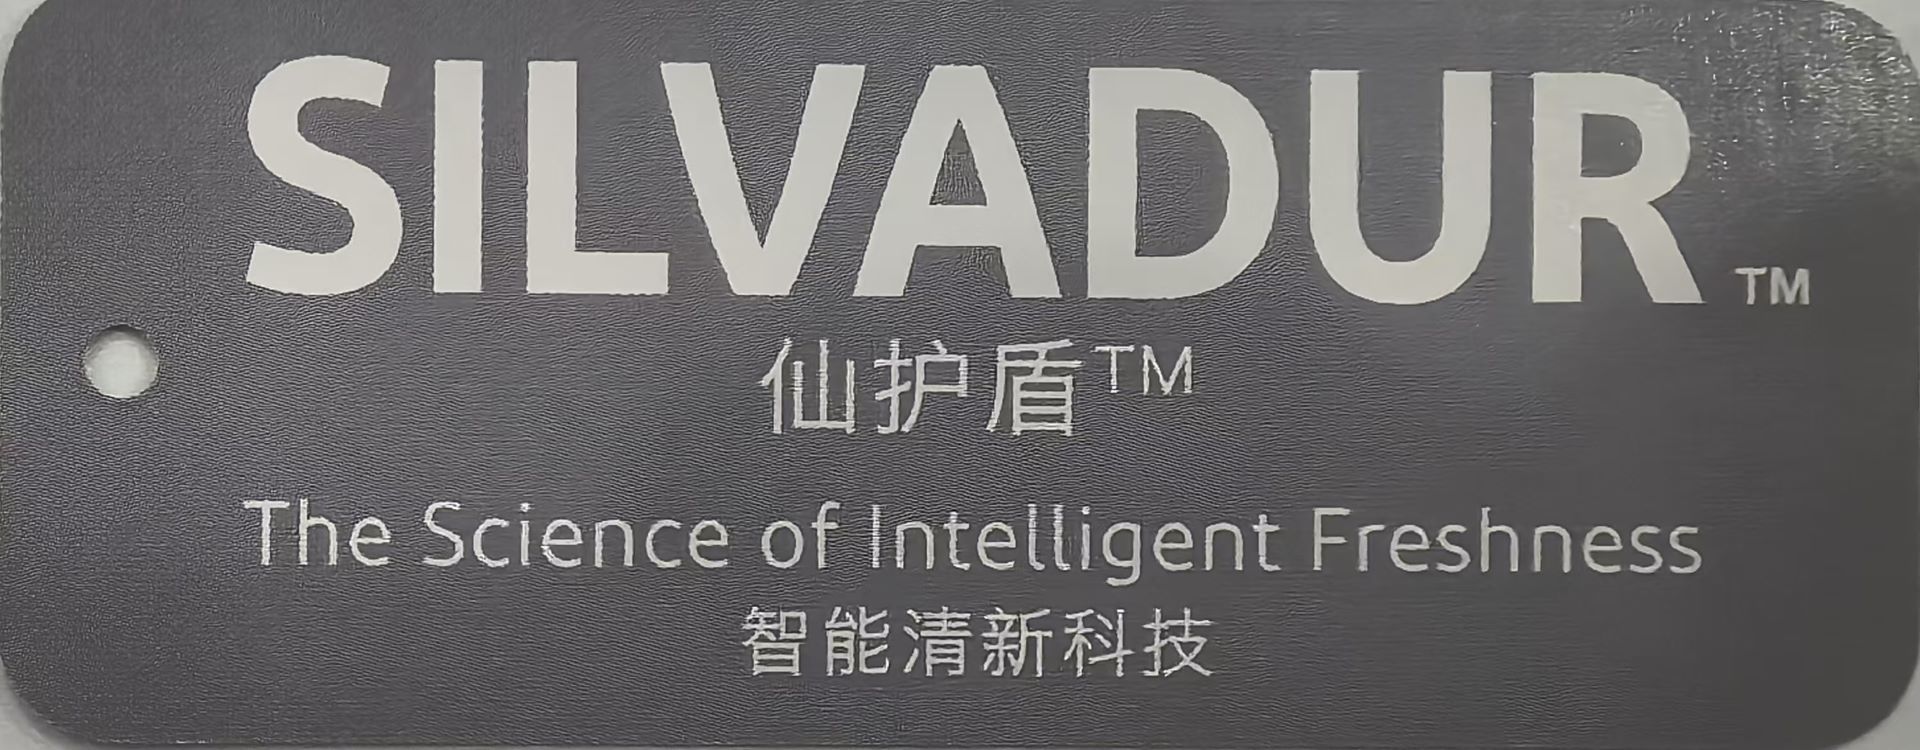 SILVADUR™
仙护盾™
The Science of Intelligent Freshness
智能清新科技